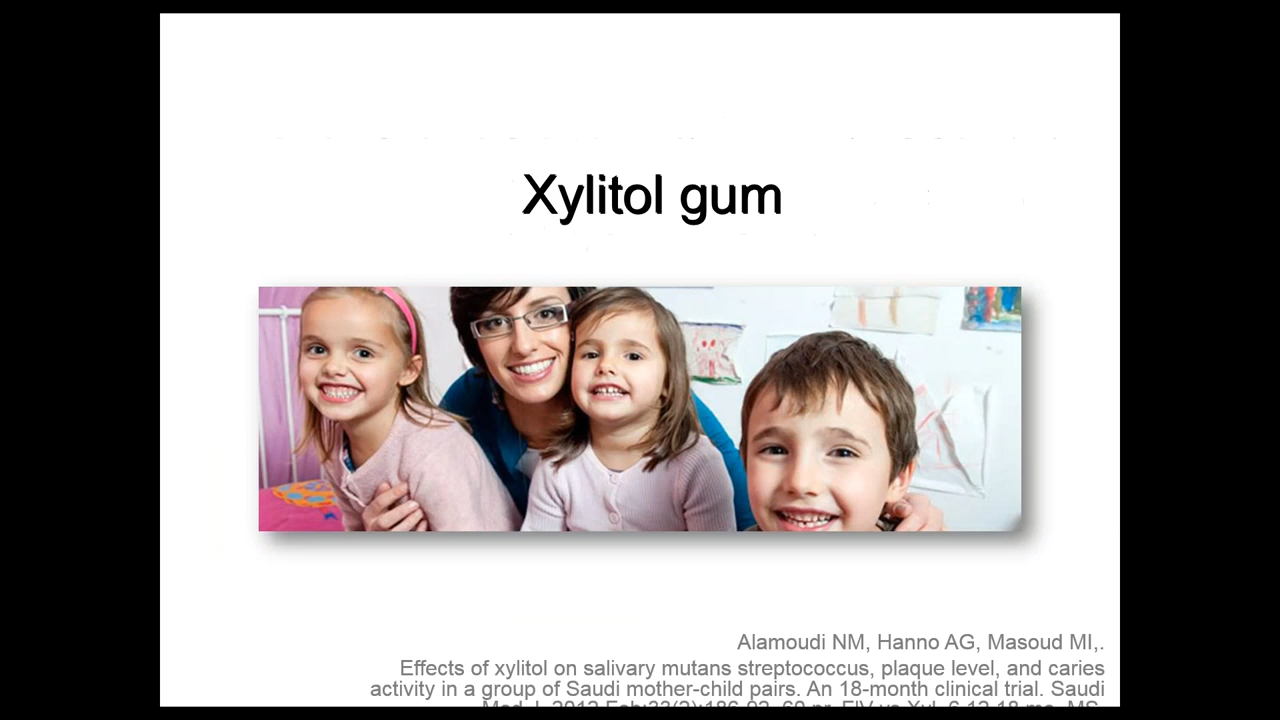 Xylitol gum
Alamoudi NM, Hanno AG, Masoud MI,.
Effects of xylitol on salivary mutans streptococcus, plaque level, and caries
activity in a group of Saudi mother-child pairs. An 18-month clinical trial. Saudi